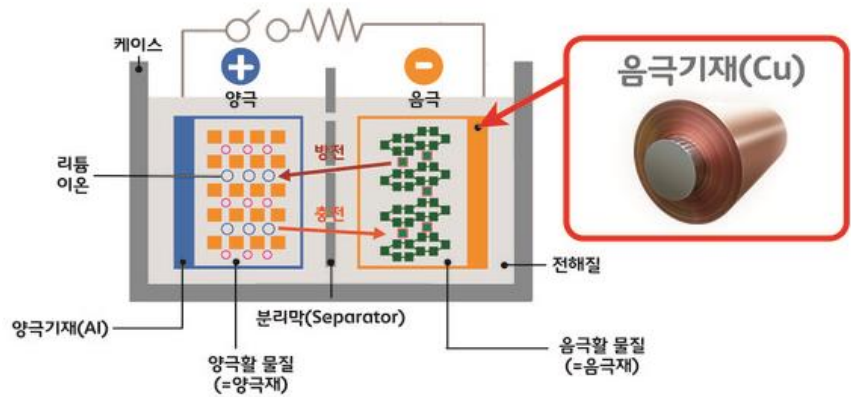 케이스
+
양극
-
음극
음극기재(Cu)
리튬
이온
방전
충전
전해질
양극기재(Al)
분리막(Separator)
양극활 물질
(=양극재)
음극활 물질
(=음극재)